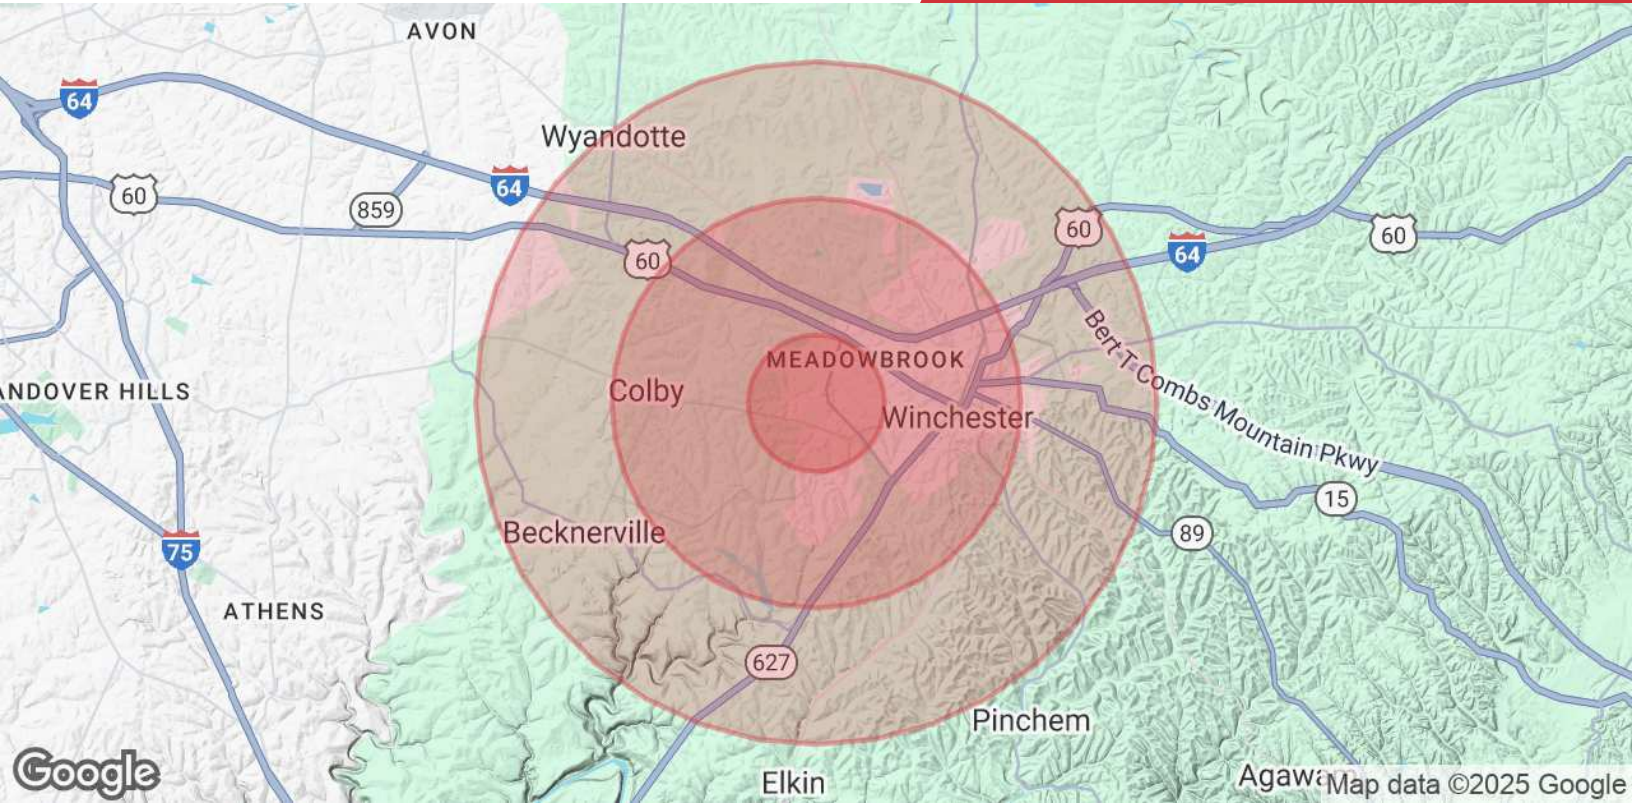 AVON
64
Wyandotte
64
60
859
60
60
60
64
MEADOWBROOK
Colby
ANDOVER HILLS
Winchester
Bert T Combs Mountain Pkwy
15
Becknerville
89
75
ATHENS
627
Pinchem
Google
Elkin
Agawa
Map data ©2025 Google